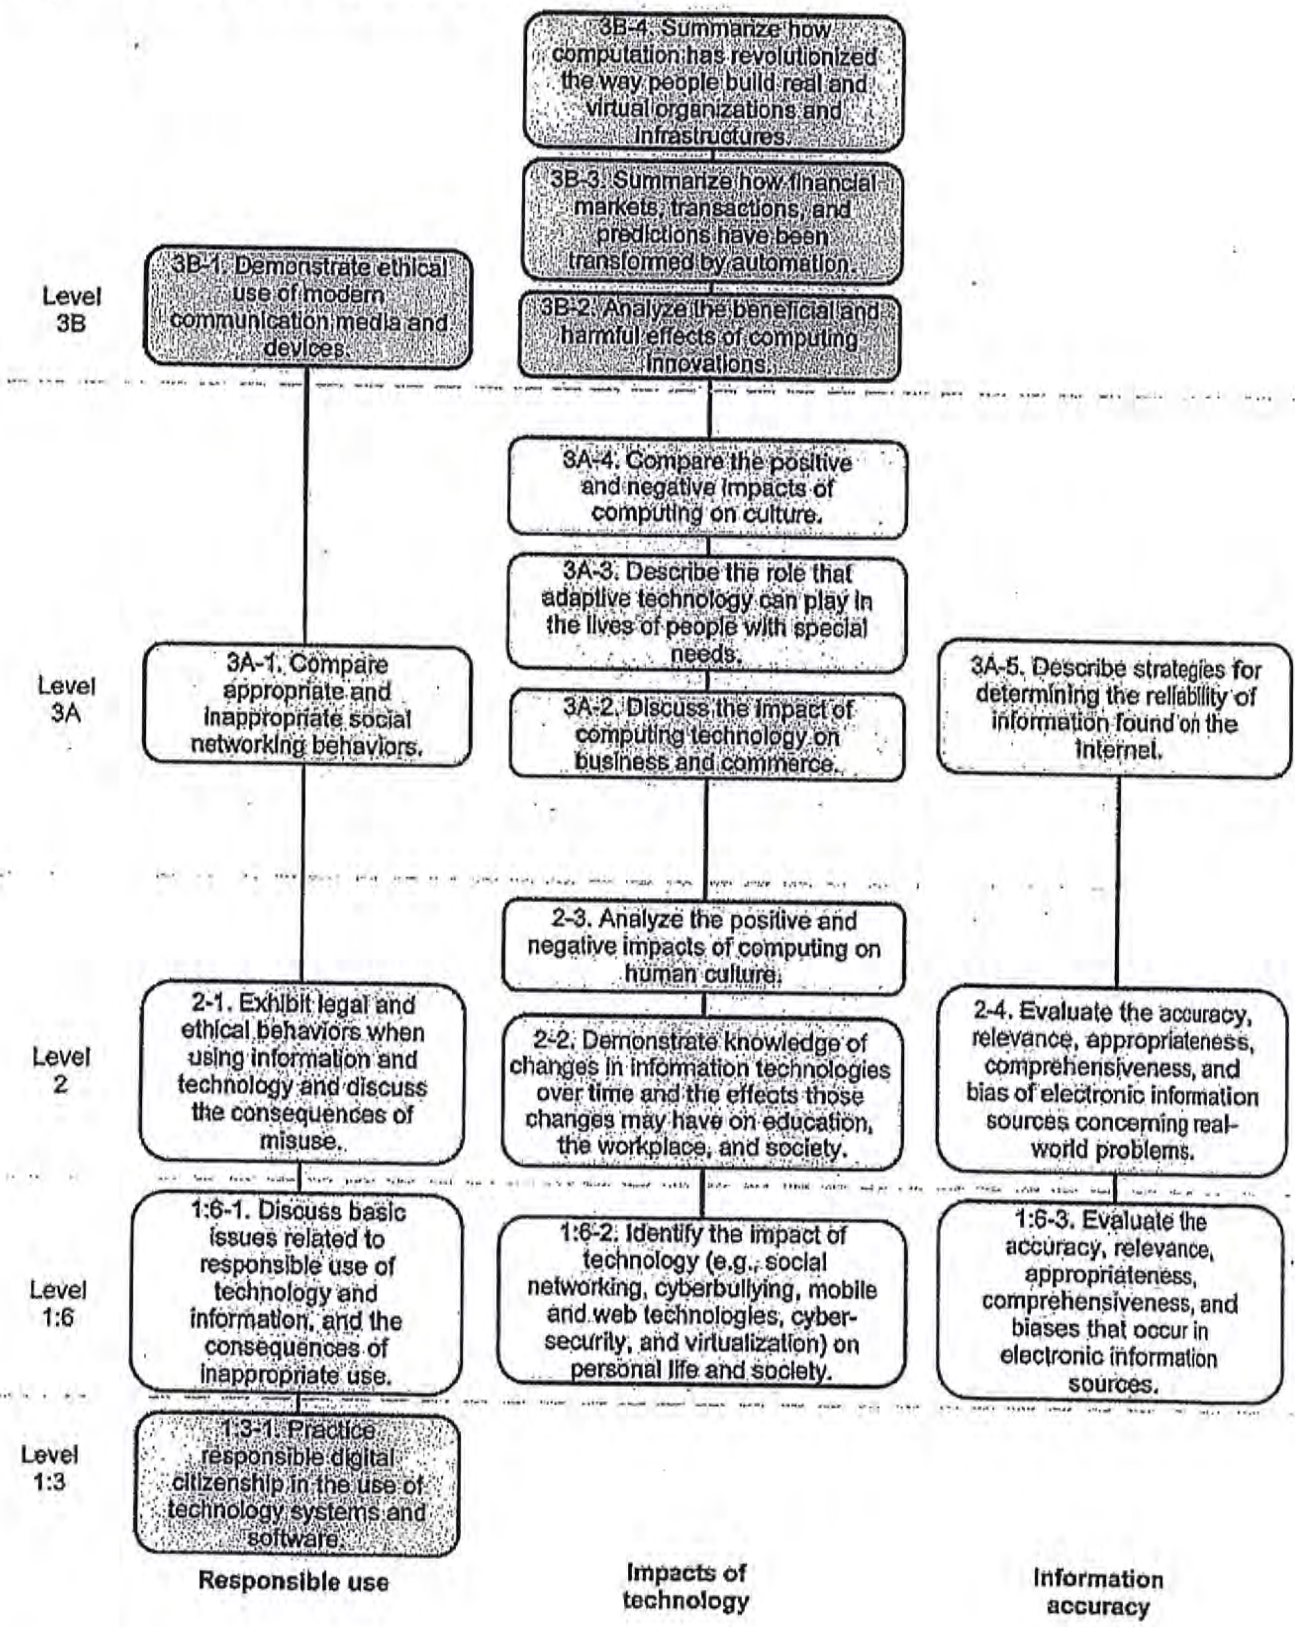 3B-4. Summarize how
computation has revolutionized
the way people build real and
virtual organizations and
infrastructures.
3B-3. Summarize how financial
markets, transactions, and
predictions have been
transformed by automation.
3B-1. Demonstrate ethical
use of modern
communication media and
devices.
Level
3B
3B-2. Analyze the beneficial and
harmful effects of computing
innovations.
3A-4. Compare the positive
and negative impacts of
computing on culture.
3A-3. Describe the role that
adaptive technology can play in
the lives of people with special
needs.
Level
3A
3A-1. Compare
appropriate and
inappropriate social
networking behaviors.
3A-2. Discuss the impact of
computing technology on
business and commerce.
3A-5. Describe strategies for
determining the reliability of
information found on the
Internet.
2-3. Analyze the positive and
negative impacts of computing on
human culture.
Level
2
2-1. Exhibit legal and
ethical behaviors when
using information and
technology and discuss
the consequences of
misuse.
2-2. Demonstrate knowledge of
changes in information technologies
over time and the effects those
changes may have on education,
the workplace, and society.
2-4. Evaluate the accuracy,
relevance, appropriateness,
comprehensiveness, and
bias of electronic information
sources concerning real-
world problems.
Level
1:6
1:6-1. Discuss basic
issues related to
responsible use of
technology and
information, and the
consequences of
inappropriate use.
1:6-2. Identify the impact of
technology (e.g., social
networking, cyberbullying, mobile
and web technologies, cyber-
security, and virtualization) on
personal life and society.
1:6-3. Evaluate the
accuracy, relevance,
appropriateness,
comprehensiveness, and
biases that occur in
electronic information
sources.
Level
1:3
1:3-1. Practice
responsible digital
citizenship in the use of
technology systems and
software.
Responsible use
Impacts of
technology
Information
accuracy